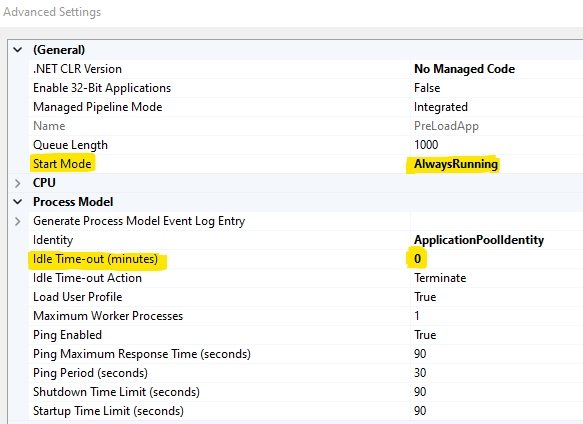 Advanced Settings
(General)
.NET CLR Version No Managed Code
Enable 32-Bit Applications False
Managed Pipeline Mode Integrated
Name PreLoadApp
Queue Length 1000
Start Mode AlwaysRunning
CPU
Process Model
Generate Process Model Event Log Entry
Identity ApplicationPoolIdentity
Idle Time-out (minutes) 0
Idle Time-out Action Terminate
Load User Profile True
Maximum Worker Processes 1
Ping Enabled True
Ping Maximum Response Time (seconds) 90
Ping Period (seconds) 30
Shutdown Time Limit (seconds) 90
Startup Time Limit (seconds) 90